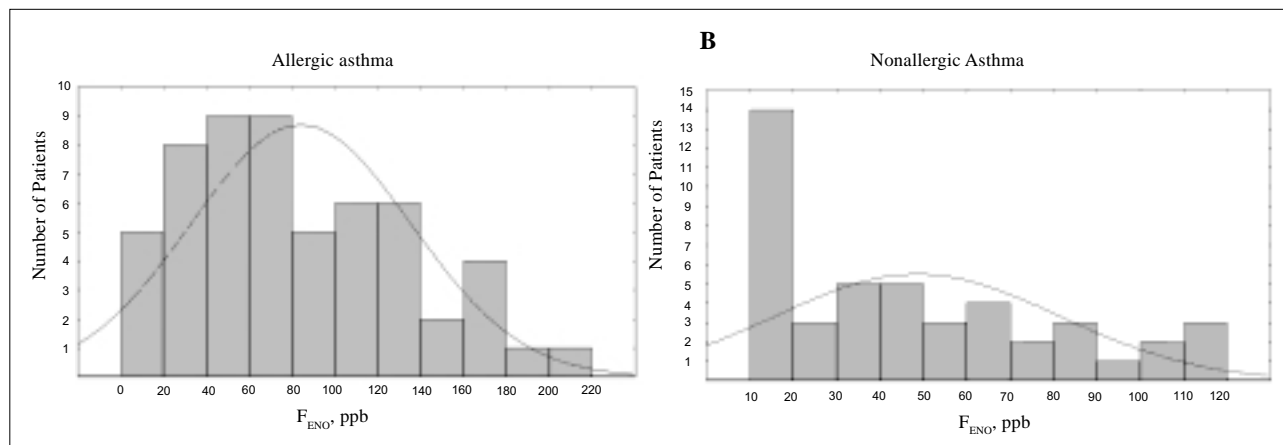 B
Allergic asthma
Nonallergic Asthma
Number of Patients
10
9
8
7
6
5
4
3
2
1
0 20 40 60 80 100 120 140 160 180 200 220
F_ENO, ppb
Number of Patients
15
14
13
12
11
10
9
8
7
6
5
4
3
2
1
10 20 30 40 50 60 70 80 90 100 110 120
F_ENO, ppb